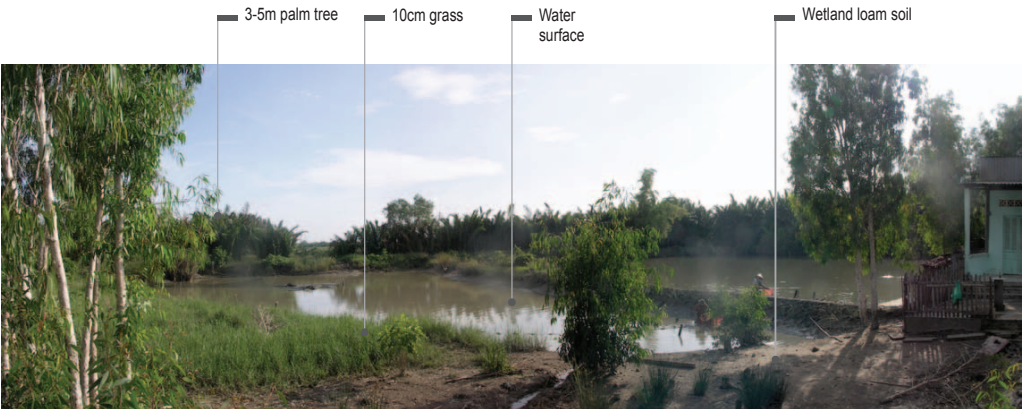 3-5m palm tree
10cm grass
Water
surface
Wetland loam soil